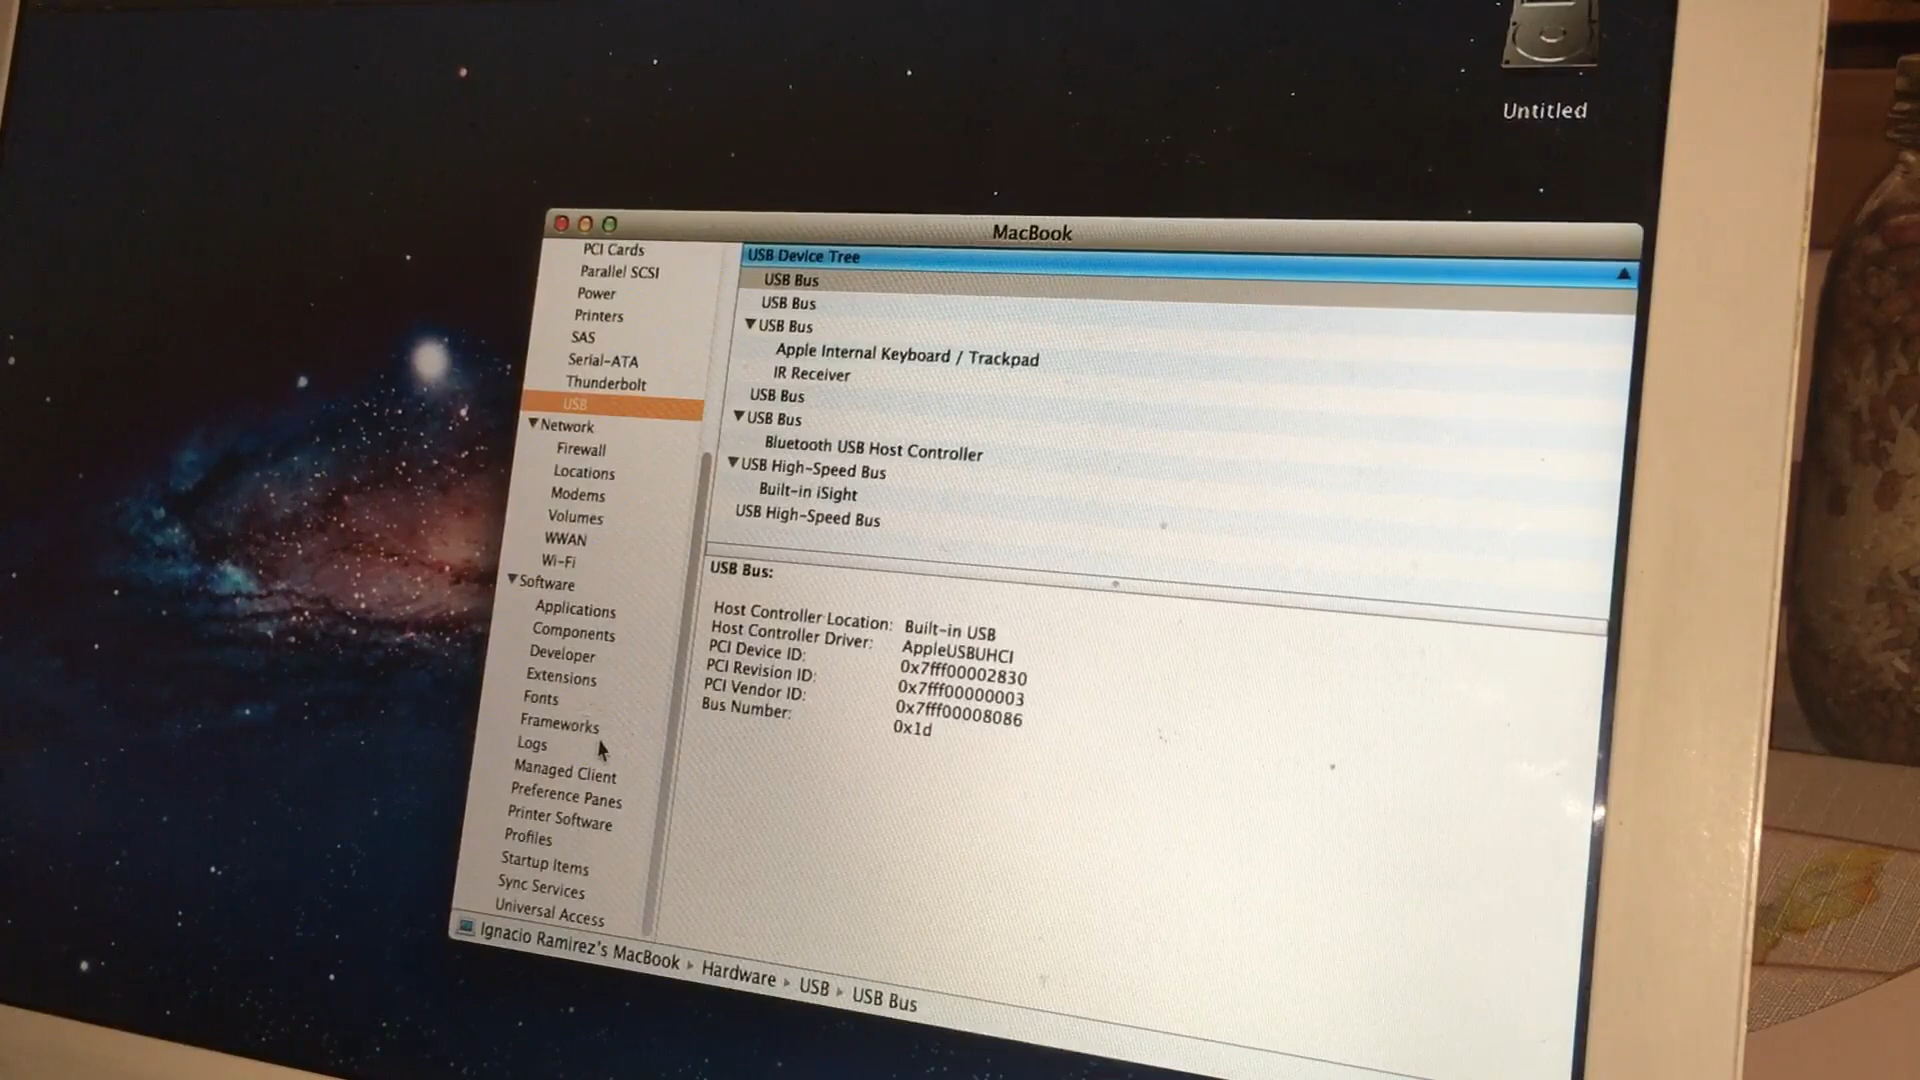 Untitled
MacBook
PCI Cards
Parallel SCSI
Power
Printers
SAS
Serial-ATA
Thunderbolt
USB
Network
Firewall
Locations
Modems
Volumes
WWAN
Wi-Fi
Software
Applications
Components
Developer
Extensions
Fonts
Frameworks
Logs
Managed Client
Preference Panes
Printer Software
Profiles
Startup Items
Sync Services
Universal Access
USB Device Tree
USB Bus
USB Bus
USB Bus
Apple Internal Keyboard / Trackpad
IR Receiver
USB Bus
USB Bus
Bluetooth USB Host Controller
USB High-Speed Bus
Built-in iSight
USB High-Speed Bus
USB Bus:
Host Controller Location: Built-in USB
Host Controller Driver: AppleUSBUHCI
PCI Device ID: 0x7fff00002830
PCI Revision ID: 0x7fff00000003
PCI Vendor ID: 0x7fff00008086
Bus Number: 0x1d
Ignacio Ramirez's MacBook ▸ Hardware ▸ USB ▸ USB Bus